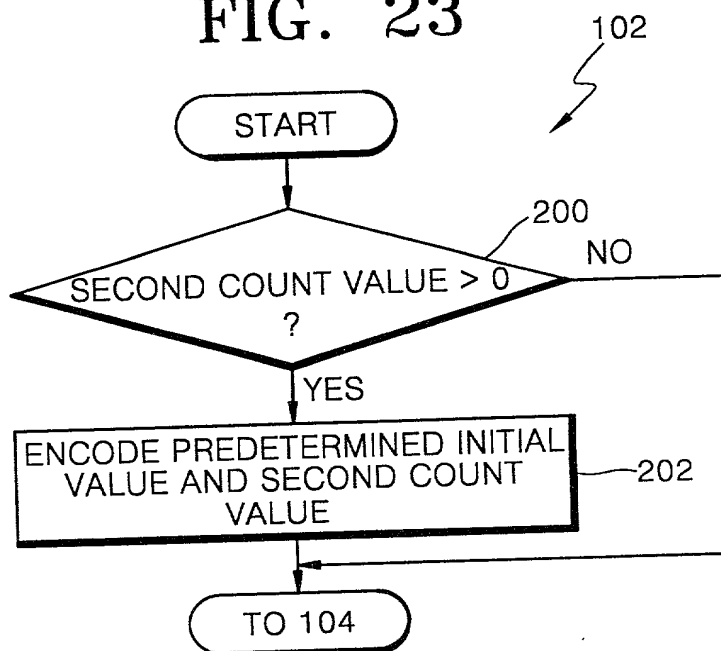 FIG. 23
102
START
200
SECOND COUNT VALUE > 0
?
NO
YES
ENCODE PREDETERMINED INITIAL
VALUE AND SECOND COUNT
VALUE
202
TO 104